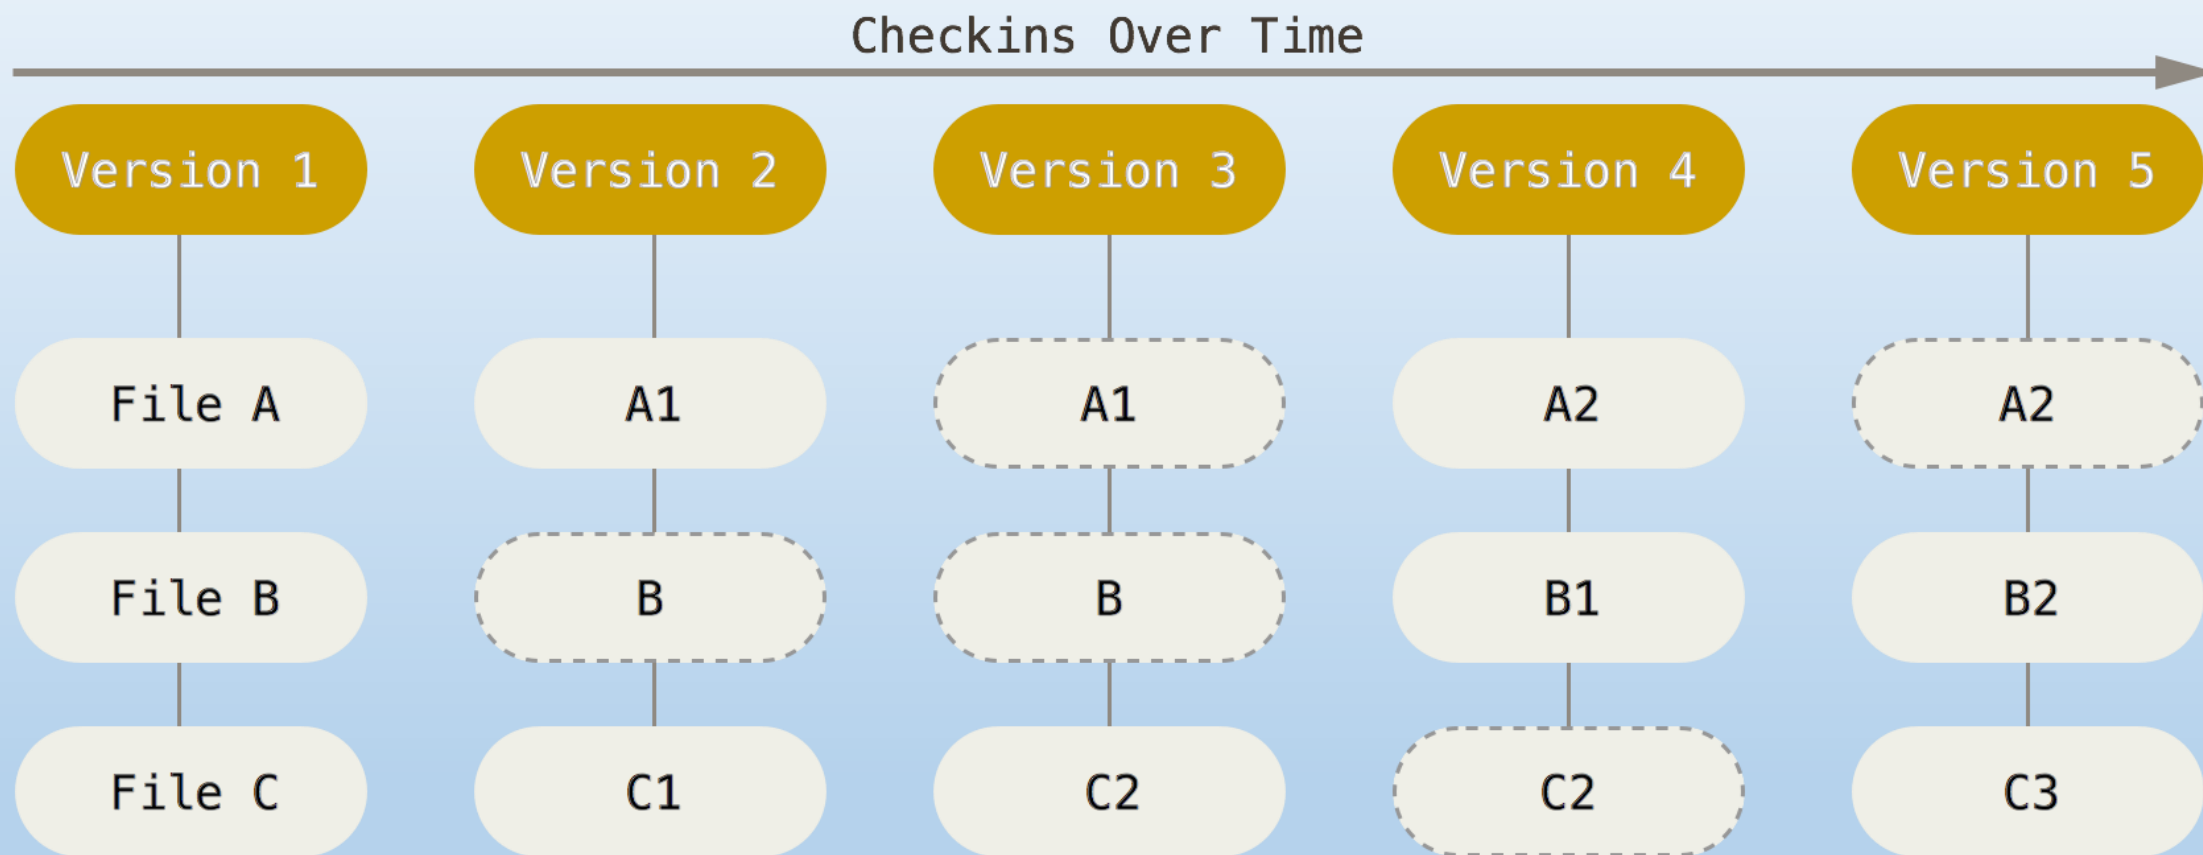 Checkins Over Time
Version 1 Version 2 Version 3 Version 4 Version 5
File A A1 A1 A2 A2
File B B B B1 B2
File C C1 C2 C2 C3